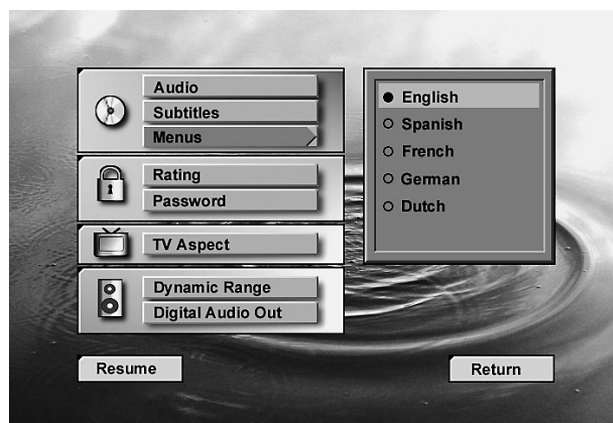 Audio
Subtitles
Menus
Rating
Password
TV Aspect
Dynamic Range
Digital Audio Out
English
Spanish
French
German
Dutch
Resume
Return